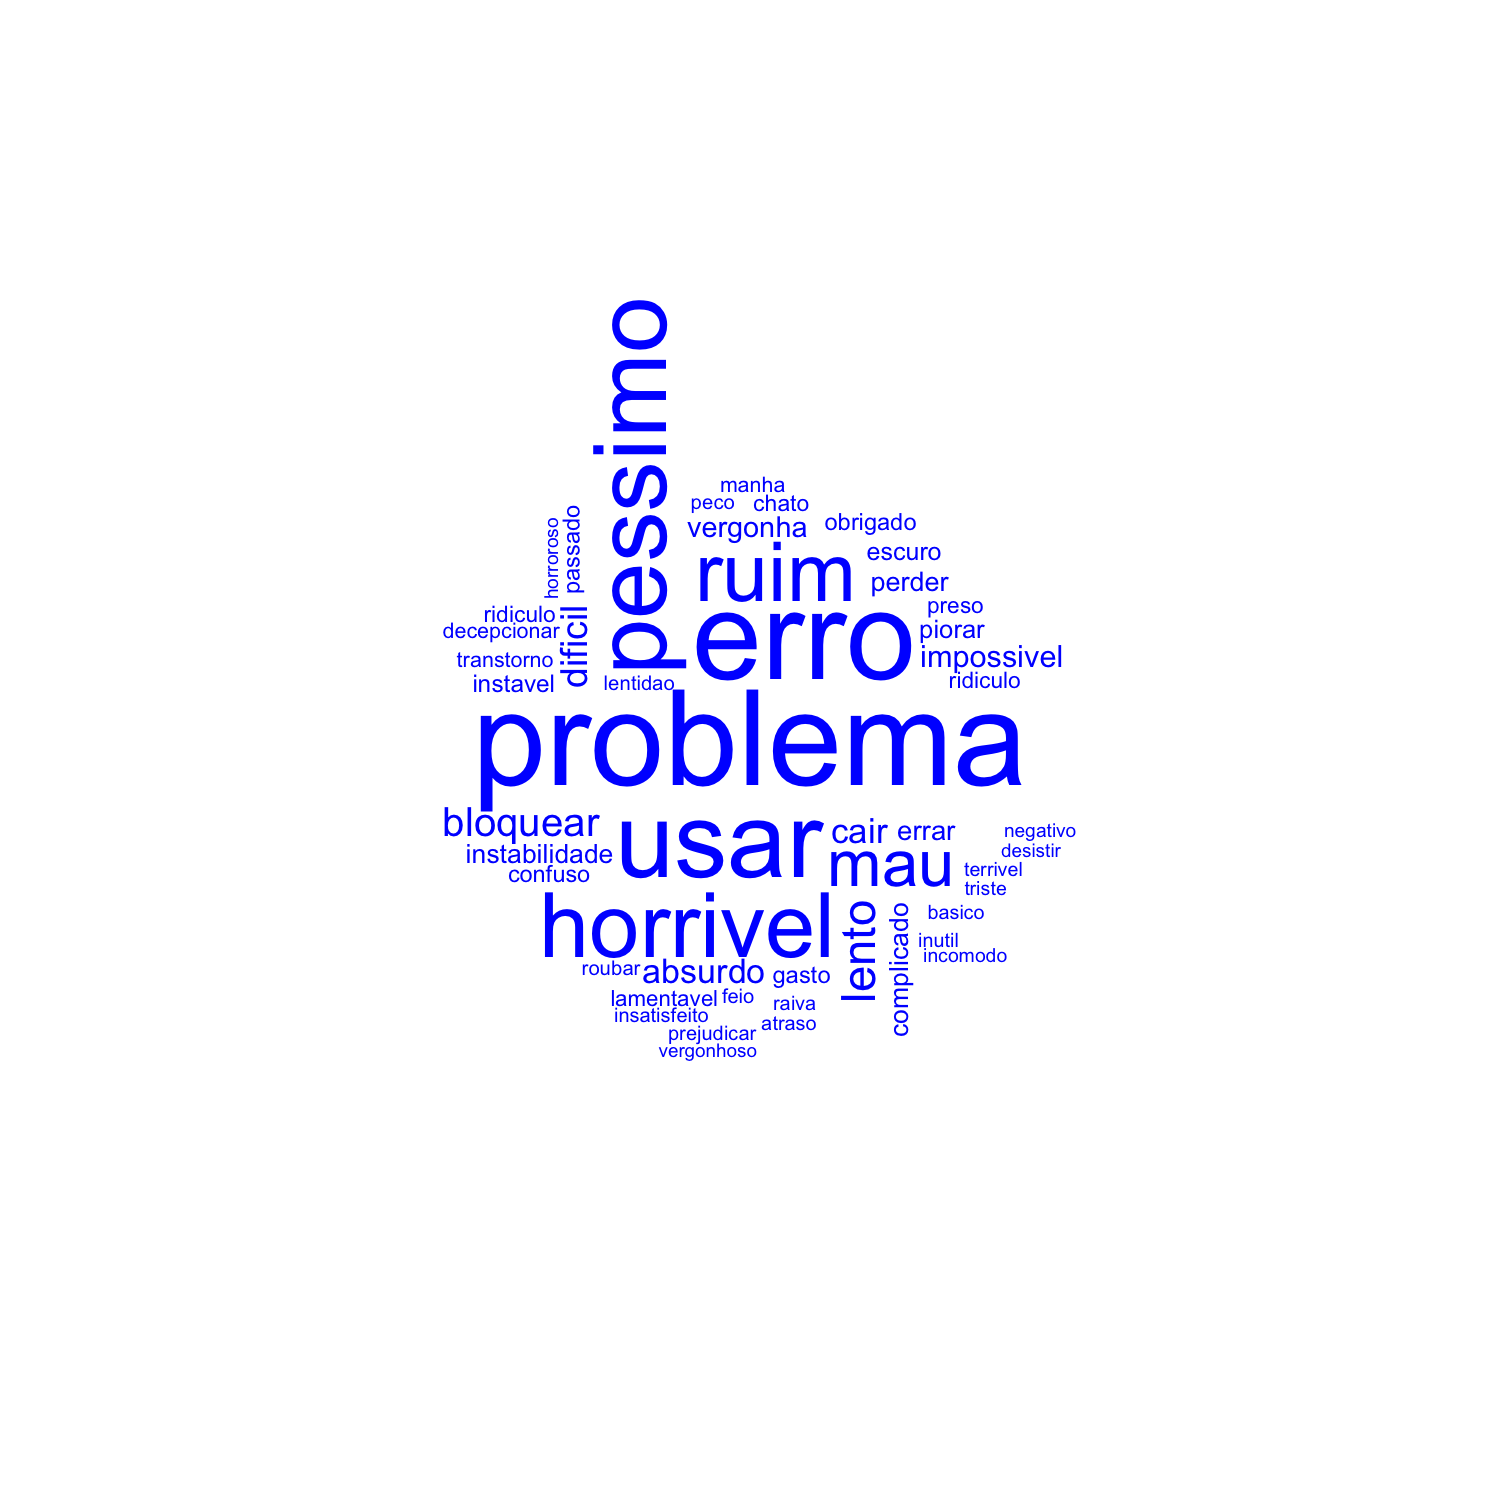 pessimo
manha
peco
chato
vergonha
obrigado
horroroso
passado
ruim
escuro
perder
ridiculo
dificil
erro
preso
decepcionar
piorar
transtorno
impossivel
instavel
lentidao
ridiculo
problema
bloquear
usar
cair
errar
negativo
instabilidade
mau
desistir
confuso
terrivel
triste
horrivel
lento
complicado
basico
inutil
incomodo
roubar
absurdo
gasto
lamentavel
feio
raiva
insatisfeito
atraso
prejudicar
vergonhoso